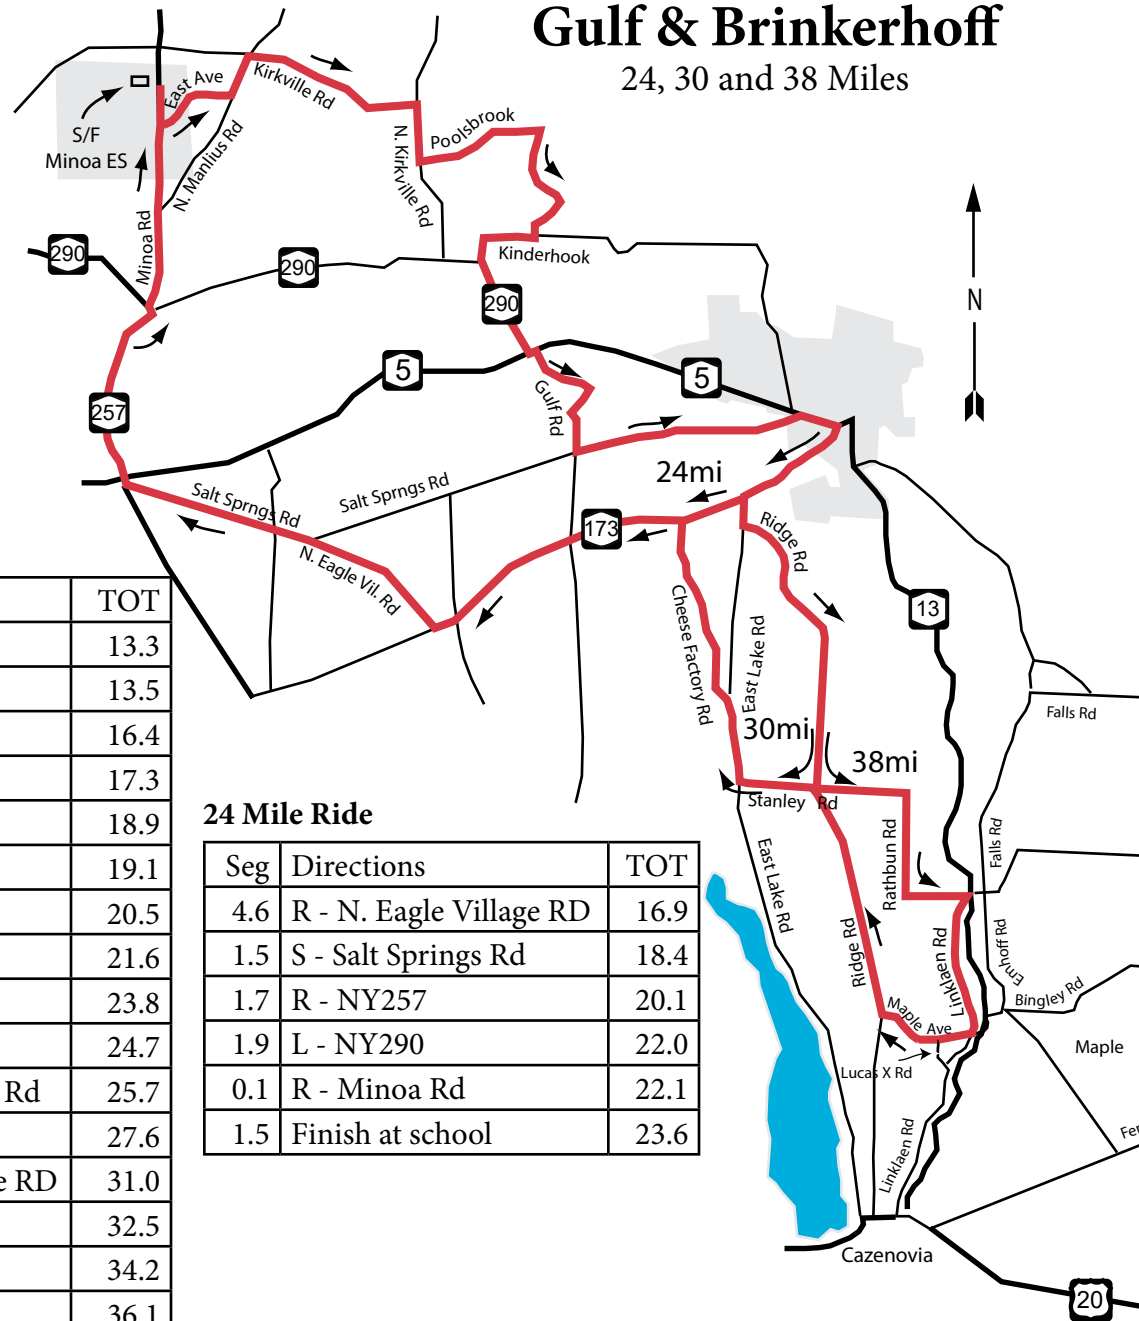 Gulf & Brinkerhoff
24, 30 and 38 Miles
East Ave
Kirkville Rd
S/F
Minoa ES
N. Manlius Rd
N. Kirkville Rd
Poolsbrook
Minoa Rd
290
290
Kinderhook
290
N
5
5
257
Gulf Rd
24mi
Salt Sprngs Rd
Salt Sprngs Rd
173
Ridge Rd
N. Eagle Vil. Rd
13
Cheese Factory Rd
East Lake Rd
Falls Rd
30mi
38mi
Stanley Rd
Rathbun Rd
Falls Rd
East Lake Rd
Ridge Rd
Linklaen Rd
Emhoff Rd
Bingley Rd
Maple Ave
Maple
Lucas X Rd
Linklaen Rd
Fer
Cazenovia
20
TOT
13.3
13.5
16.4
17.3
18.9
19.1
20.5
21.6
23.8
24.7
Rd 25.7
27.6
e RD 31.0
32.5
34.2
36.1
24 Mile Ride
Seg Directions TOT
4.6 R - N. Eagle Village RD 16.9
1.5 S - Salt Springs Rd 18.4
1.7 R - NY257 20.1
1.9 L - NY290 22.0
0.1 R - Minoa Rd 22.1
1.5 Finish at school 23.6